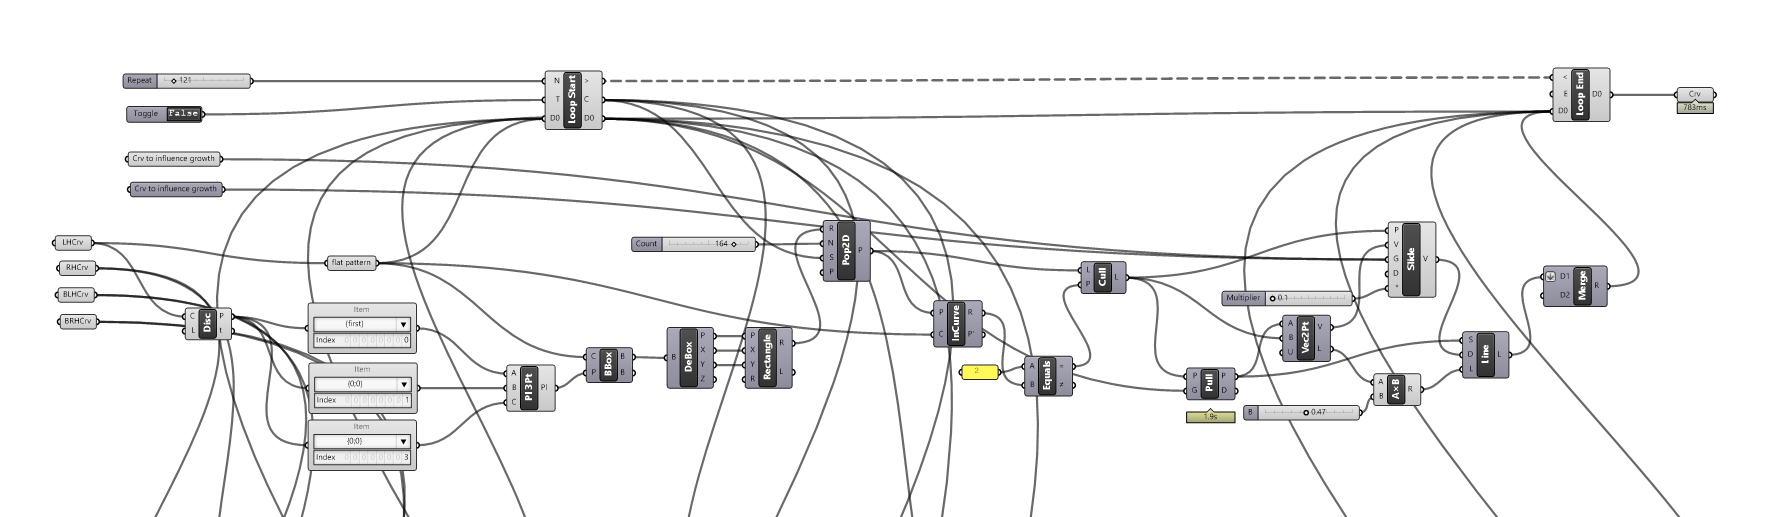 Repeat
121
N
T
D0
Loop Start
>
C
D0
<
E
D0
Loop End
D0
Crv
783ms
Toggle
False
Crv to influence growth
Crv to influence growth
LHCrv
RHCrv
BLHCrv
BRHCrv
flat pattern
C
L
Disc
P
t
Item
(first)
Index
0
Item
{0;0}
Index
1
Item
{0;0}
Index
3
A
B
C
Pl 3Pt
Pl
C
P
BBox
B
B
B
DeBox
P
X
Y
Z
P
X
Y
R
Rectangle
R
L
Count
164
R
N
S
P
Pop2D
P
P
C
InCurve
R
P'
2
A
B
Equals
=
≠
L
P
Cull
L
P
G
Pull
P
D
1.9s
Multiplier
0.1
A
B
U
Vec2Pt
V
L
B
0.47
A
B
A×B
R
P
V
G
D
Slide
V
S
D
L
Line
L
D1
D2
Merge
R